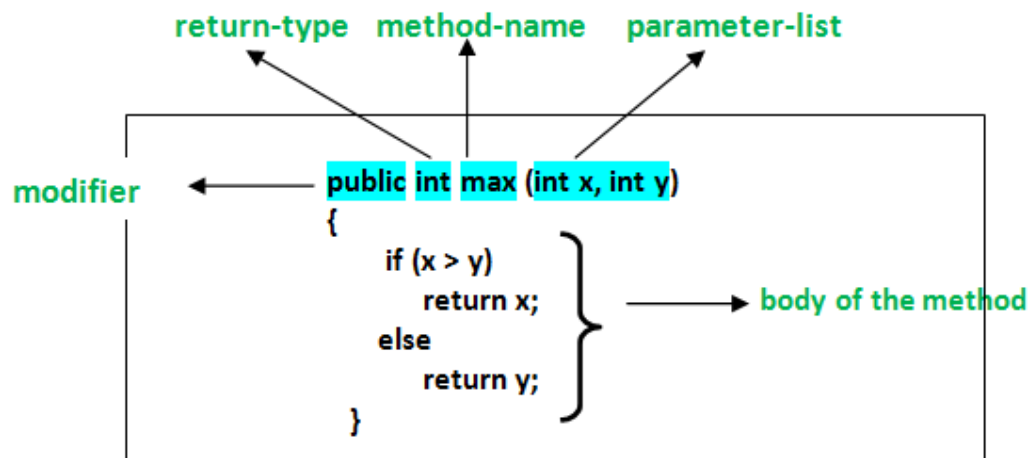 return-type method-name parameter-list
modifier
public int max (int x, int y)
{
if (x > y)
return x;
else
return y;
}
body of the method